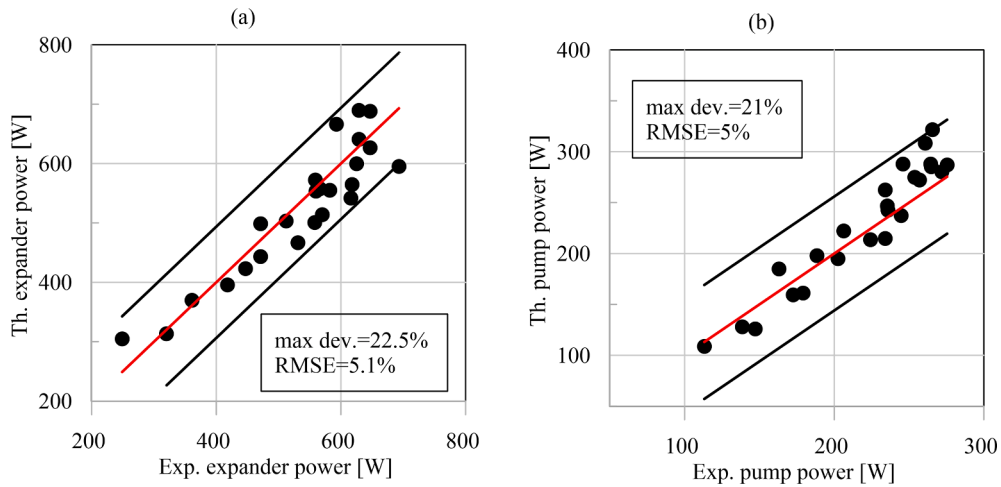 (a)
800
600
400
200
200
400
600
800
Th. expander power [W]
Exp. expander power [W]
max dev.=22.5%
RMSE=5.1%
(b)
400
300
200
100
100
200
300
Th. pump power [W]
Exp. pump power [W]
max dev.=21%
RMSE=5%